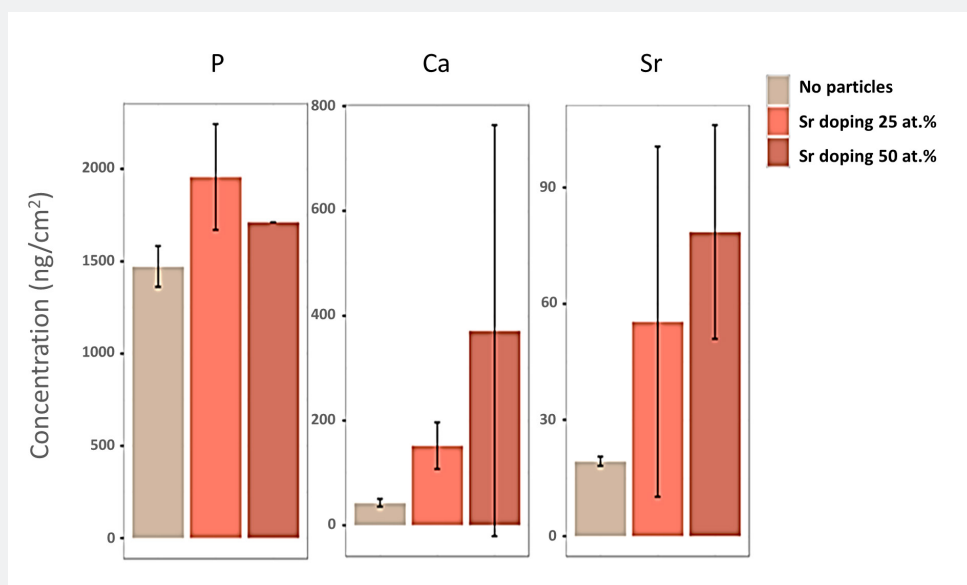 P
Ca
Sr
No particles
Sr doping 25 at.%
Sr doping 50 at.%
Concentration (ng/cm²)
2000
1500
1000
500
0
800
600
400
200
0
90
60
30
0